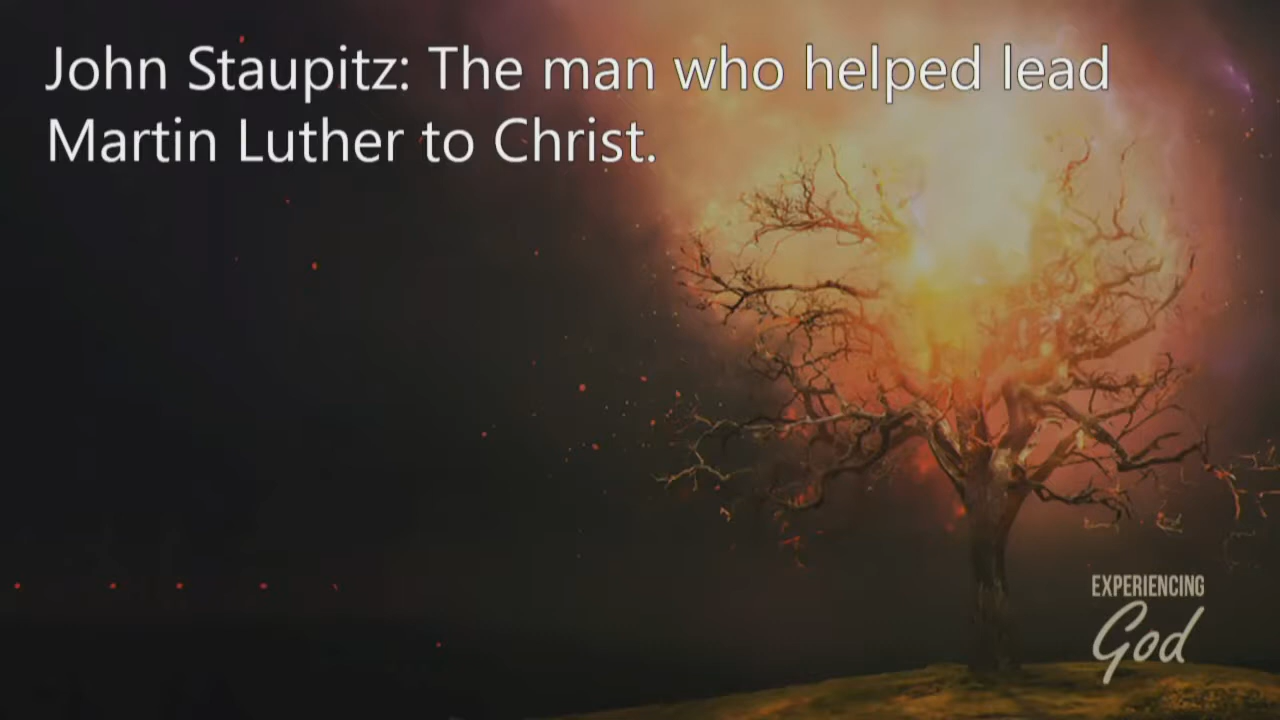 John Staupitz: The man who helped lead
Martin Luther to Christ.
EXPERIENCING
God